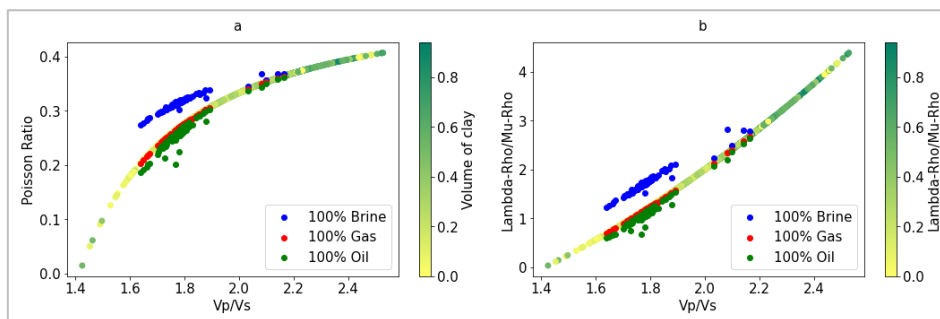 a
Poisson Ratio
0.4
0.3
0.2
0.1
0.0
100% Brine
100% Gas
100% Oil
1.4 1.6 1.8 2.0 2.2 2.4
Vp/Vs
0.8
0.6
0.4
0.2
0.0
Volume of clay
b
Lambda-Rho/Mu-Rho
4
3
2
1
0
100% Brine
100% Gas
100% Oil
1.4 1.6 1.8 2.0 2.2 2.4
Vp/Vs
0.8
0.6
0.4
0.2
0.0
Lambda-Rho/Mu-Rho